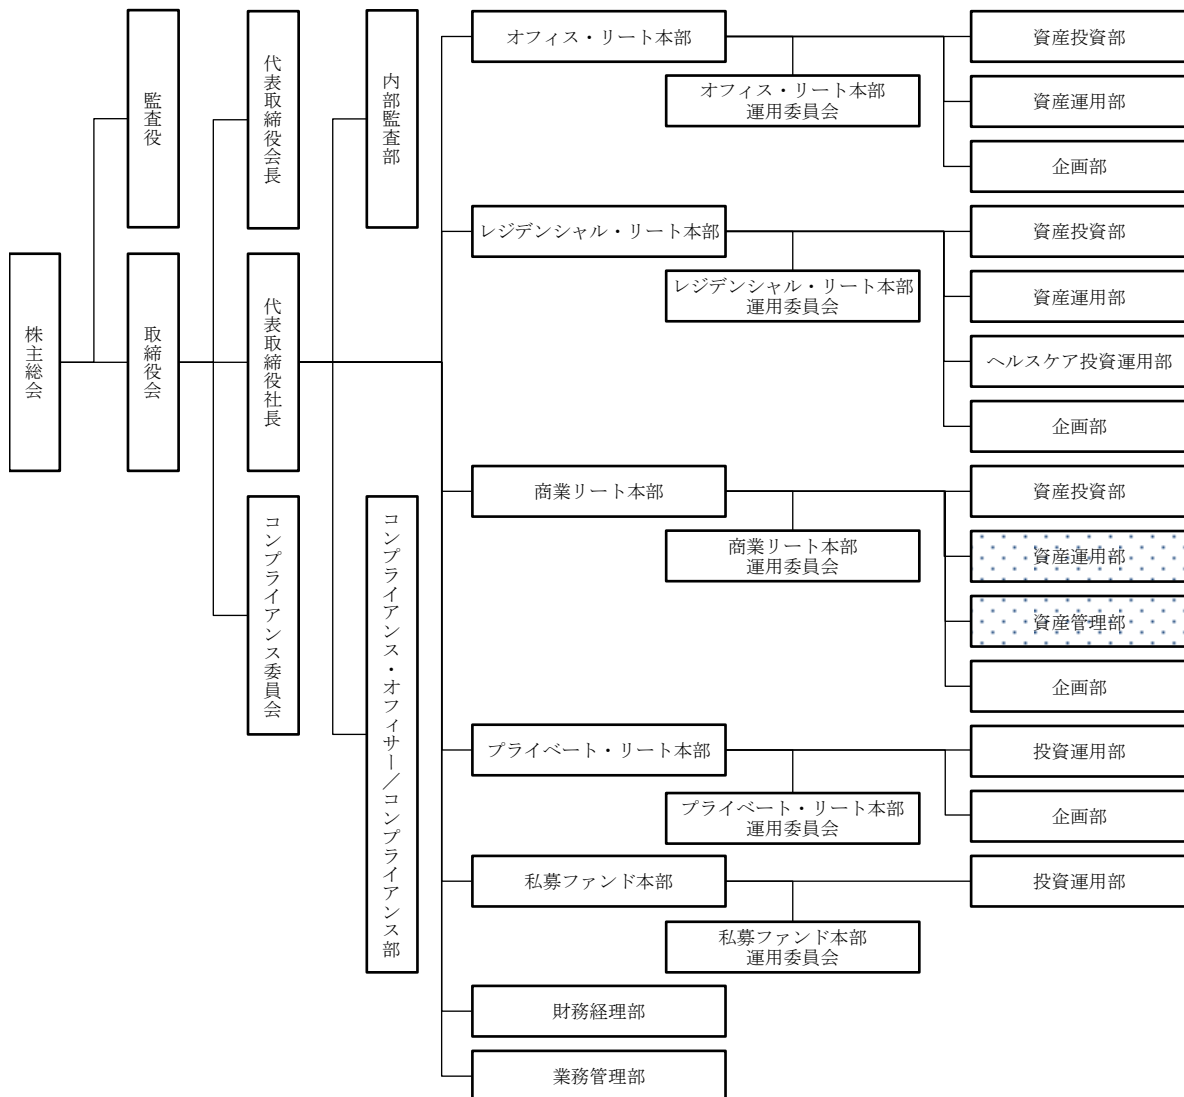 株主総会
監査役
取締役会
代表取締役会長
代表取締役社長
コンプライアンス委員会
内部監査部
コンプライアンス・オフィサー/コンプライアンス部
オフィス・リート本部
オフィス・リート本部
運用委員会
資産投資部
資産運用部
企画部
レジデンシャル・リート本部
レジデンシャル・リート本部
運用委員会
資産投資部
資産運用部
ヘルスケア投資運用部
企画部
商業リート本部
商業リート本部
運用委員会
資産投資部
資産運用部
資産管理部
企画部
プライベート・リート本部
プライベート・リート本部
運用委員会
投資運用部
企画部
私募ファンド本部
私募ファンド本部
運用委員会
投資運用部
財務経理部
業務管理部